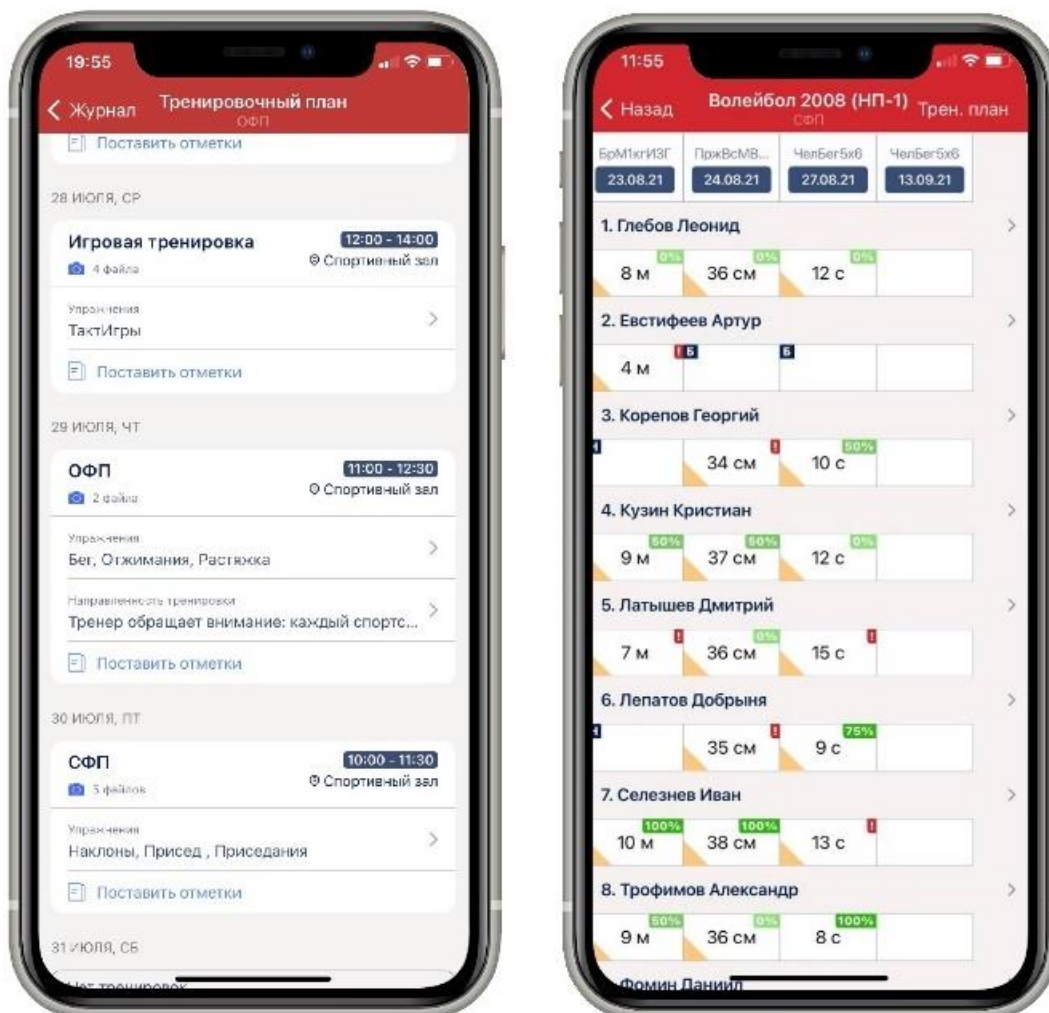 19:55
Журнал
Тренировочный план
ОФП
Поставить отметки
28 ИЮЛЯ, СР
Игровая тренировка
12:00 - 14:00
4 файла
Спортивный зал
Упражнения
ТактИгры
Поставить отметки
29 ИЮЛЯ, ЧТ
ОФП
11:00 - 12:30
2 файла
Спортивный зал
Упражнения
Бег, Отжимания, Растяжка
Направленность тренировки
Тренер обращает внимание: каждый спортс...
Поставить отметки
30 ИЮЛЯ, ПТ
СФП
10:00 - 11:30
5 файлов
Спортивный зал
Упражнения
Наклоны, Присед , Приседания
Поставить отметки
31 ИЮЛЯ, СБ
Нет тренировок
11:55
Назад
Волейбол 2008 (НП-1)
СФП
Трен. план
БрМ1кгИЗГ ПржВсМВ... ЧелБег5х6 ЧелБег5х6
23.08.21 24.08.21 27.08.21 13.09.21
1. Глебов Леонид
0% 0% 0%
8 м 36 см 12 с
2. Евстифеев Артур
! Б Б
4 м
3. Корепов Георгий
! 50%
34 см 10 с
4. Кузин Кристиан
50% 50% 0%
9 м 37 см 12 с
5. Латышев Дмитрий
! 0% !
7 м 36 см 15 с
6. Лепатов Добрыня
! 75%
35 см 9 с
7. Селезнев Иван
100% 100% !
10 м 38 см 13 с
8. Трофимов Александр
50% 0% 100%
9 м 36 см 8 с
Фомин Даниил